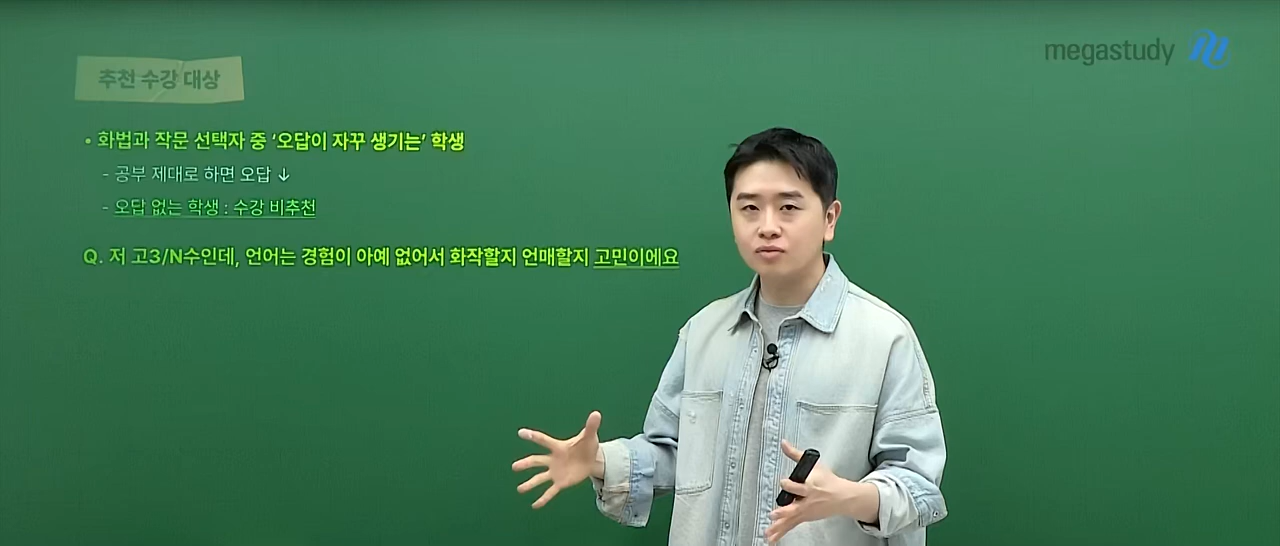 megastudy
추천 수강 대상
• 화법과 작문 선택자 중 ‘오답이 자꾸 생기는’ 학생
- 공부 제대로 하면 오답 ↓
- 오답 없는 학생 : 수강 비추천
Q. 저 고3/N수인데, 언어는 경험이 아예 없어서 화작할지 언매할지 고민이에요